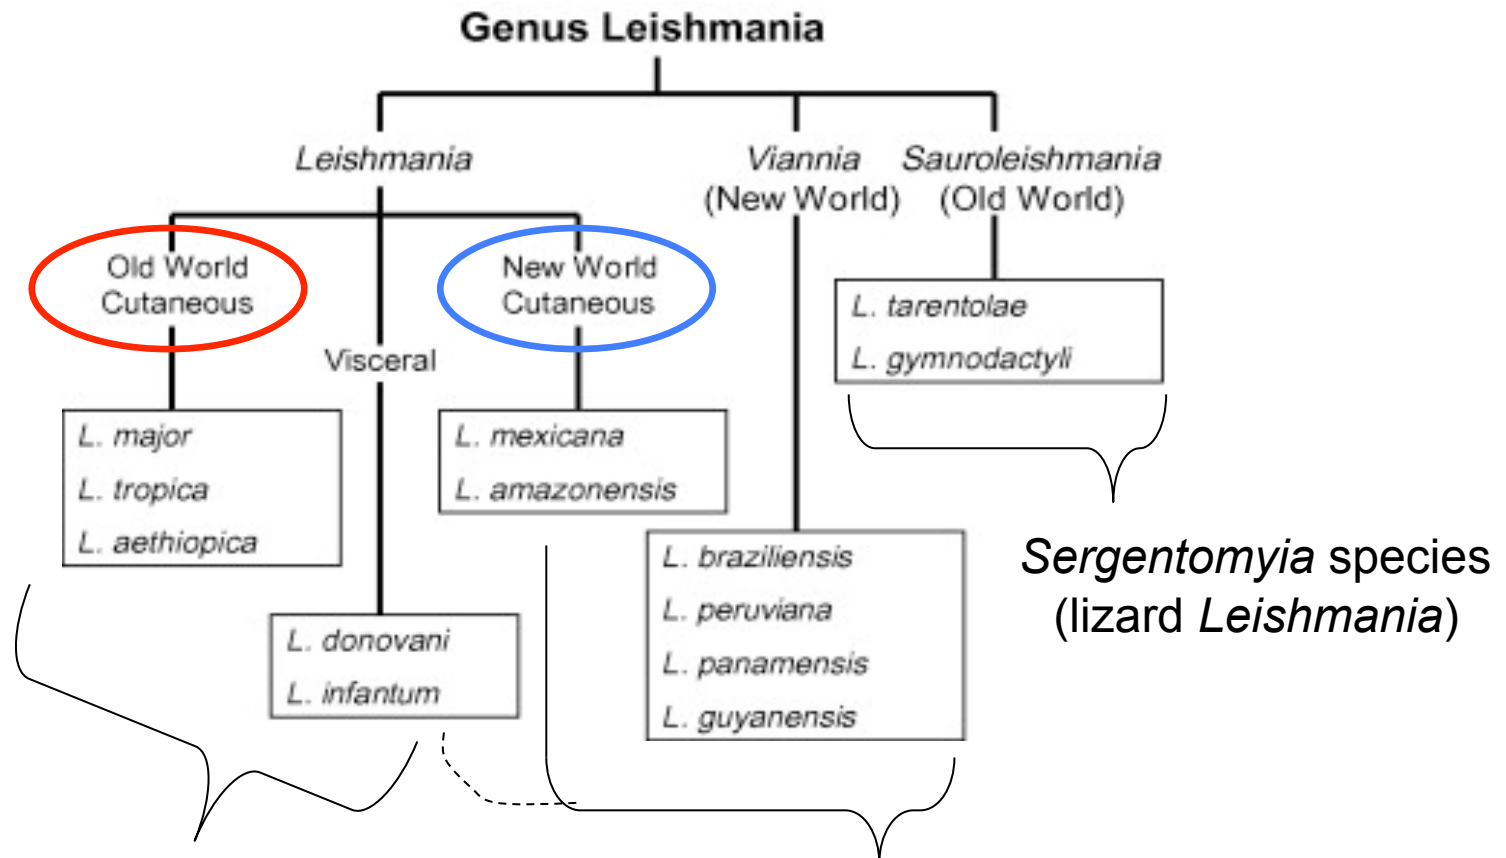 Genus Leishmania
Leishmania
Viannia
(New World)
Sauroleishmania
(Old World)
Old World
Cutaneous
Visceral
New World
Cutaneous
L. major
L. tropica
L. aethiopica
L. donovani
L. infantum
L. mexicana
L. amazonensis
L. braziliensis
L. peruviana
L. panamensis
L. guyanensis
L. tarentolae
L. gymnodactyli
Sergentomyia species
(lizard Leishmania)